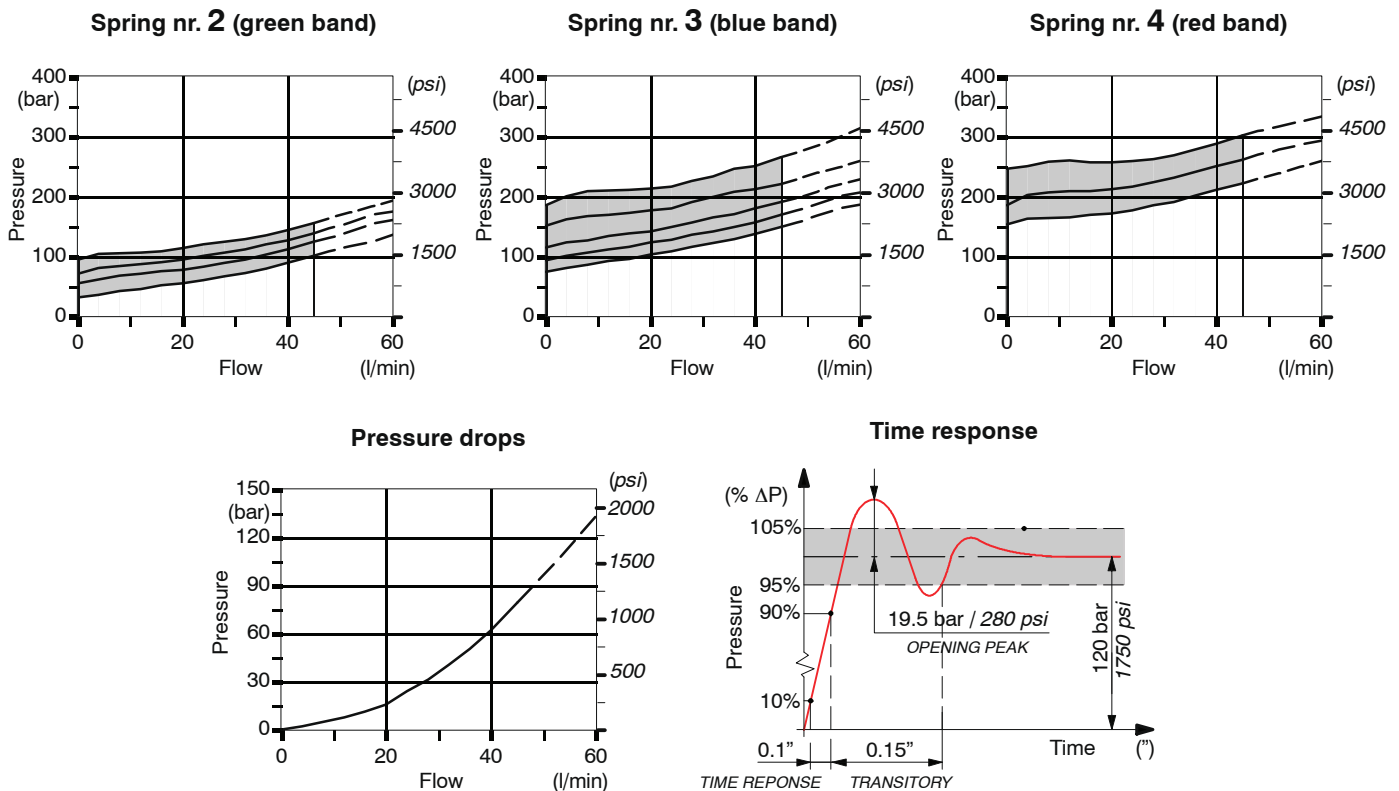 Spring nr. 2 (green band)
400
(bar)
300
200
100
0
Pressure
(psi)
4500
3000
1500
0
20
40
60
Flow
(l/min)
Spring nr. 3 (blue band)
400
(bar)
300
200
100
0
Pressure
(psi)
4500
3000
1500
0
20
40
60
Flow
(l/min)
Spring nr. 4 (red band)
400
(bar)
300
200
100
0
Pressure
(psi)
4500
3000
1500
0
20
40
60
Flow
(l/min)
Pressure drops
150
(bar)
120
90
60
30
0
Pressure
(psi)
2000
1500
1000
500
0
20
40
60
Flow
(l/min)
Time response
(% ΔP)
105%
95%
90%
10%
Pressure
19.5 bar / 280 psi
OPENING PEAK
120 bar
1750 psi
Time
(”)
0.1”
0.15”
TIME REPONSE
TRANSITORY